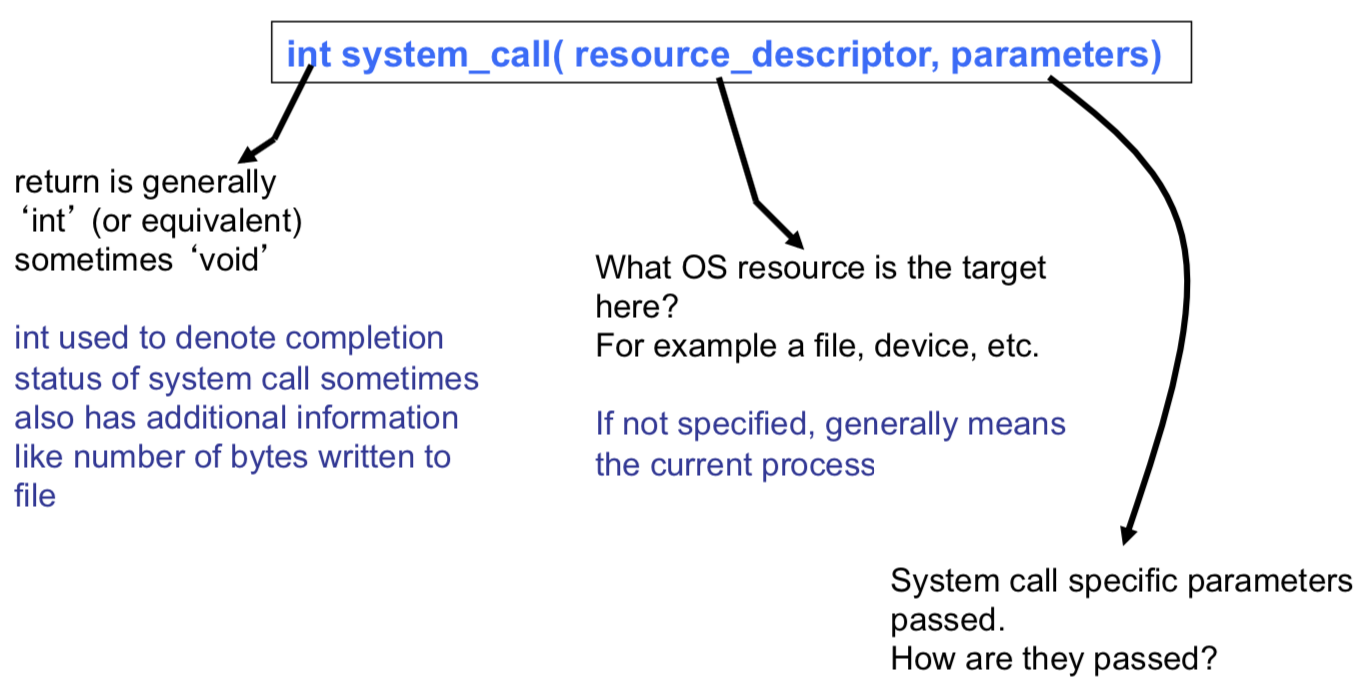 int system_call( resource_descriptor, parameters)
return is generally
‘int’ (or equivalent)
sometimes ‘void’
int used to denote completion
status of system call sometimes
also has additional information
like number of bytes written to
file
What OS resource is the target
here?
For example a file, device, etc.
If not specified, generally means
the current process
System call specific parameters
passed.
How are they passed?